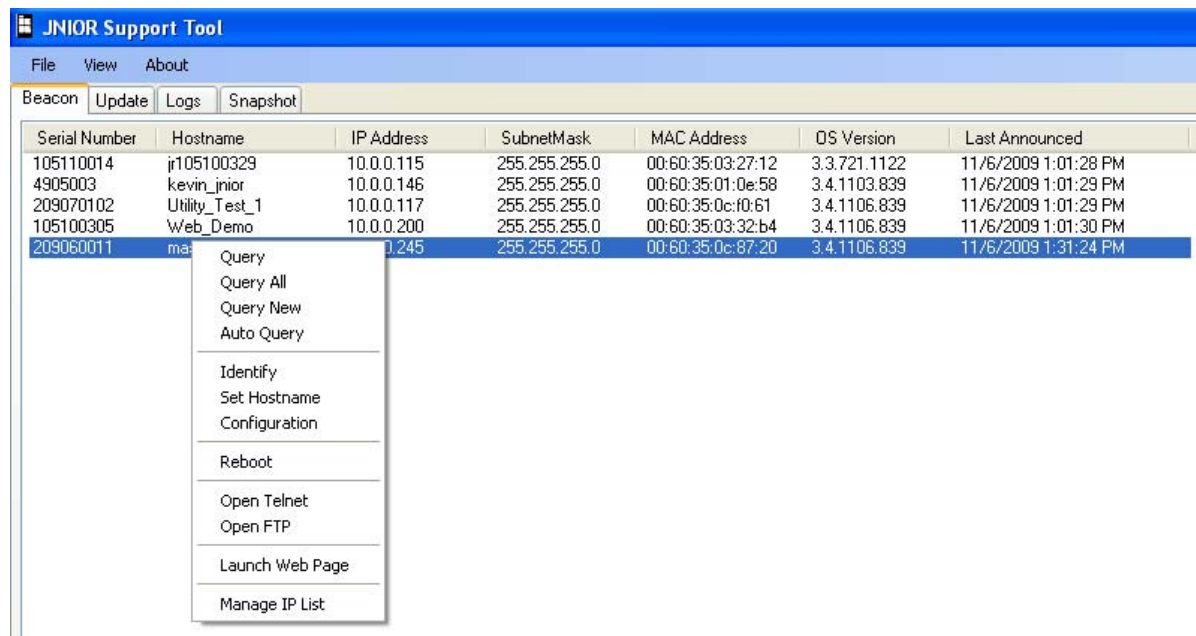 JNIOR Support Tool
File View About
Beacon Update Logs Snapshot
Serial Number Hostname IP Address SubnetMask MAC Address OS Version Last Announced
105110014 jr105100329 10.0.0.115 255.255.255.0 00:60:35:03:27:12 3.3.721.1122 11/6/2009 1:01:28 PM
4905003 kevin_jnior 10.0.0.146 255.255.255.0 00:60:35:01:0e:58 3.4.1103.839 11/6/2009 1:01:29 PM
209070102 Utility_Test_1 10.0.0.117 255.255.255.0 00:60:35:0c:f0:61 3.4.1106.839 11/6/2009 1:01:29 PM
105100305 Web_Demo 10.0.0.200 255.255.255.0 00:60:35:03:32:b4 3.4.1106.839 11/6/2009 1:01:30 PM
209060011 .245 255.255.255.0 00:60:35:0c:87:20 3.4.1106.839 11/6/2009 1:31:24 PM
Query
Query All
Query New
Auto Query
Identify
Set Hostname
Configuration
Reboot
Open Telnet
Open FTP
Launch Web Page
Manage IP List